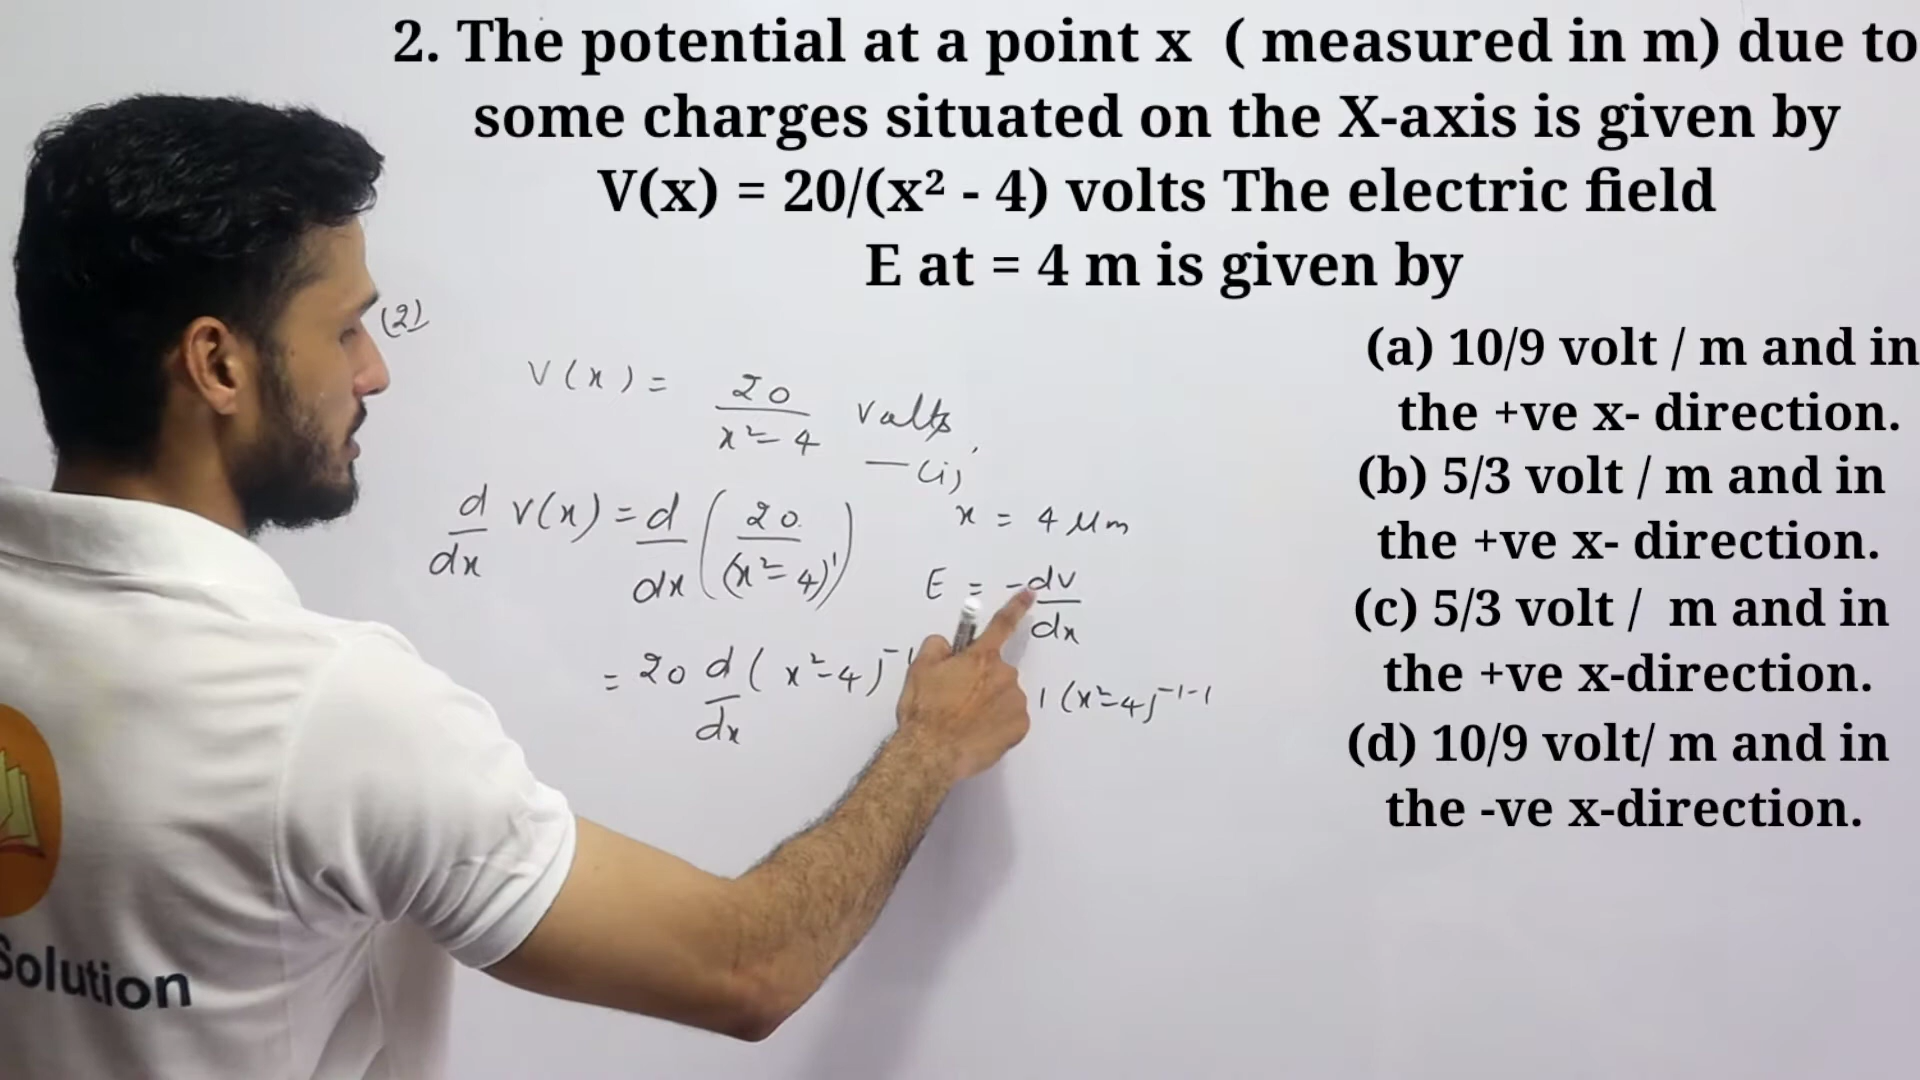 2. The potential at a point x ( measured in m) due to
some charges situated on the X-axis is given by
V(x) = 20/(x² - 4) volts The electric field
E at = 4 m is given by
(a) 10/9 volt / m and in
the +ve x- direction.
(b) 5/3 volt / m and in
the +ve x- direction.
(c) 5/3 volt / m and in
the +ve x-direction.
(d) 10/9 volt/ m and in
the -ve x-direction.
(2)
V(x) = 20/(x²-4) volts
—(i)
d/dx V(x) = d/dx (20/(x²-4)¹)
x = 4 μm
E = -dv/dx
= 20 d/dx (x²-4)⁻¹
1 (x²-4)⁻¹⁻¹
Solution